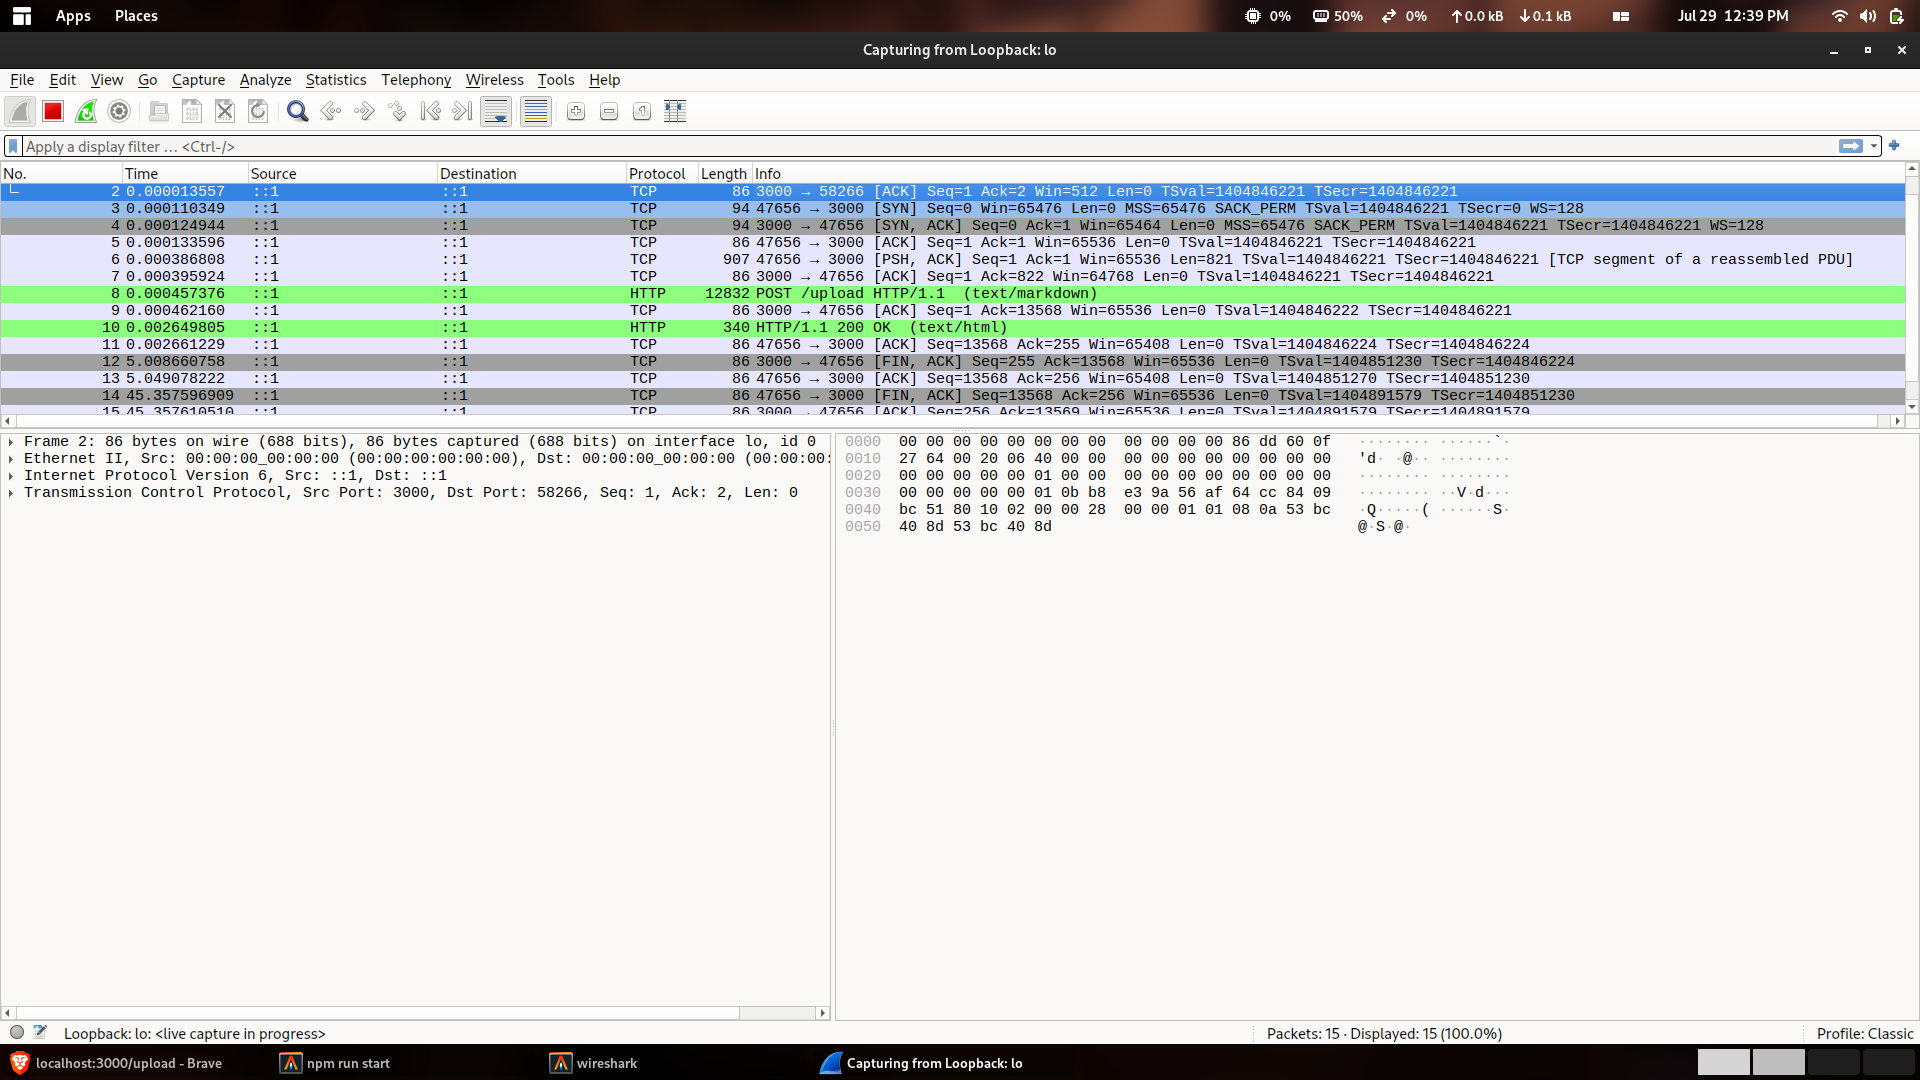 Apps Places 0% 50% 0% ↑0.0 kB ↓0.1 kB Jul 29 12:39 PM
Capturing from Loopback: lo
File Edit View Go Capture Analyze Statistics Telephony Wireless Tools Help
Apply a display filter … <Ctrl-/>
No. Time Source Destination Protocol Length Info
2 0.000013557 ::1 ::1 TCP 86 3000 → 58266 [ACK] Seq=1 Ack=2 Win=512 Len=0 TSval=1404846221 TSecr=1404846221
3 0.000110349 ::1 ::1 TCP 94 47656 → 3000 [SYN] Seq=0 Win=65476 Len=0 MSS=65476 SACK_PERM TSval=1404846221 TSecr=0 WS=128
4 0.000124944 ::1 ::1 TCP 94 3000 → 47656 [SYN, ACK] Seq=0 Ack=1 Win=65464 Len=0 MSS=65476 SACK_PERM TSval=1404846221 TSecr=1404846221 WS=128
5 0.000133596 ::1 ::1 TCP 86 47656 → 3000 [ACK] Seq=1 Ack=1 Win=65536 Len=0 TSval=1404846221 TSecr=1404846221
6 0.000386808 ::1 ::1 TCP 907 47656 → 3000 [PSH, ACK] Seq=1 Ack=1 Win=65536 Len=821 TSval=1404846221 TSecr=1404846221 [TCP segment of a reassembled PDU]
7 0.000395924 ::1 ::1 TCP 86 3000 → 47656 [ACK] Seq=1 Ack=822 Win=64768 Len=0 TSval=1404846221 TSecr=1404846221
8 0.000457376 ::1 ::1 HTTP 12832 POST /upload HTTP/1.1 (text/markdown)
9 0.000462160 ::1 ::1 TCP 86 3000 → 47656 [ACK] Seq=1 Ack=13568 Win=65536 Len=0 TSval=1404846222 TSecr=1404846221
10 0.002649805 ::1 ::1 HTTP 340 HTTP/1.1 200 OK (text/html)
11 0.002661229 ::1 ::1 TCP 86 47656 → 3000 [ACK] Seq=13568 Ack=255 Win=65408 Len=0 TSval=1404846224 TSecr=1404846224
12 5.008660758 ::1 ::1 TCP 86 3000 → 47656 [FIN, ACK] Seq=255 Ack=13568 Win=65536 Len=0 TSval=1404851230 TSecr=1404846224
13 5.049078222 ::1 ::1 TCP 86 47656 → 3000 [ACK] Seq=13568 Ack=256 Win=65408 Len=0 TSval=1404851270 TSecr=1404851230
14 45.357596909 ::1 ::1 TCP 86 47656 → 3000 [FIN, ACK] Seq=13568 Ack=256 Win=65536 Len=0 TSval=1404891579 TSecr=1404851230
15 45.357610510 ::1 ::1 TCP 86 3000 → 47656 [ACK] Seq=256 Ack=13569 Win=65536 Len=0 TSval=1404891579 TSecr=1404891579
Frame 2: 86 bytes on wire (688 bits), 86 bytes captured (688 bits) on interface lo, id 0
Ethernet II, Src: 00:00:00_00:00:00 (00:00:00:00:00:00), Dst: 00:00:00_00:00:00 (00:00:00:
Internet Protocol Version 6, Src: ::1, Dst: ::1
Transmission Control Protocol, Src Port: 3000, Dst Port: 58266, Seq: 1, Ack: 2, Len: 0
0000 00 00 00 00 00 00 00 00 00 00 00 00 86 dd 60 0f ········ ······`·
0010 27 64 00 20 06 40 00 00 00 00 00 00 00 00 00 00 'd· ·@·· ········
0020 00 00 00 00 00 01 00 00 00 00 00 00 00 00 00 00 ········ ········
0030 00 00 00 00 00 01 0b b8 e3 9a 56 af 64 cc 84 09 ········ ··V·d···
0040 bc 51 80 10 02 00 00 28 00 00 01 01 08 0a 53 bc ·Q·····( ······S·
0050 40 8d 53 bc 40 8d @·S·@·
Loopback: lo: <live capture in progress> Packets: 15 · Displayed: 15 (100.0%) Profile: Classic
localhost:3000/upload - Brave npm run start wireshark Capturing from Loopback: lo